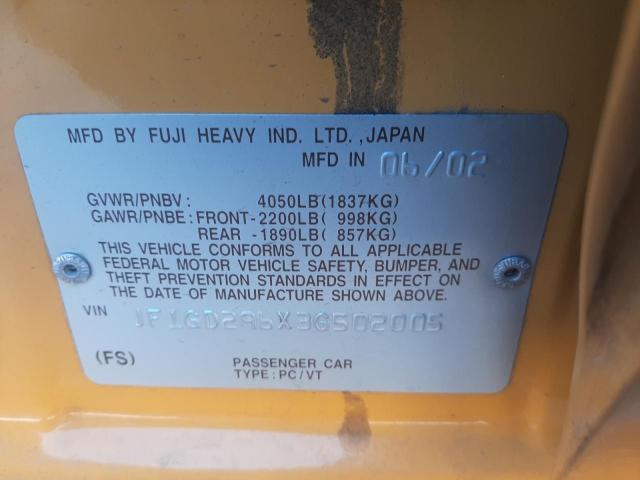 MFD BY FUJI HEAVY IND. LTD., JAPAN
MFD IN 06/02
GVWR/PNBV: 4050LB (1837KG)
GAWR/PNBE: FRONT-2200LB( 998KG)
REAR -1890LB( 857KG)
THIS VEHICLE CONFORMS TO ALL APPLICABLE
FEDERAL MOTOR VEHICLE SAFETY, BUMPER, AND
THEFT PREVENTION STANDARDS IN EFFECT ON
THE DATE OF MANUFACTURE SHOWN ABOVE.
VIN JF1GD296X3G502005
(FS) PASSENGER CAR
TYPE: PC/VT